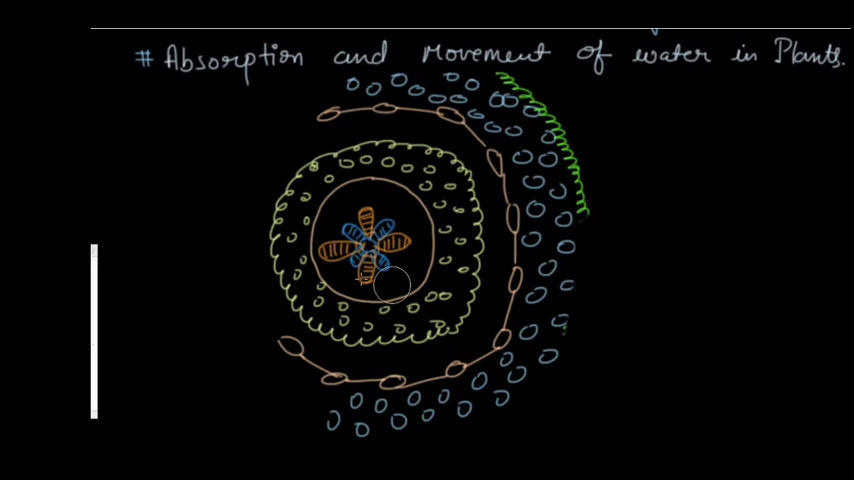 # Absorption and Movement of water in Plants.